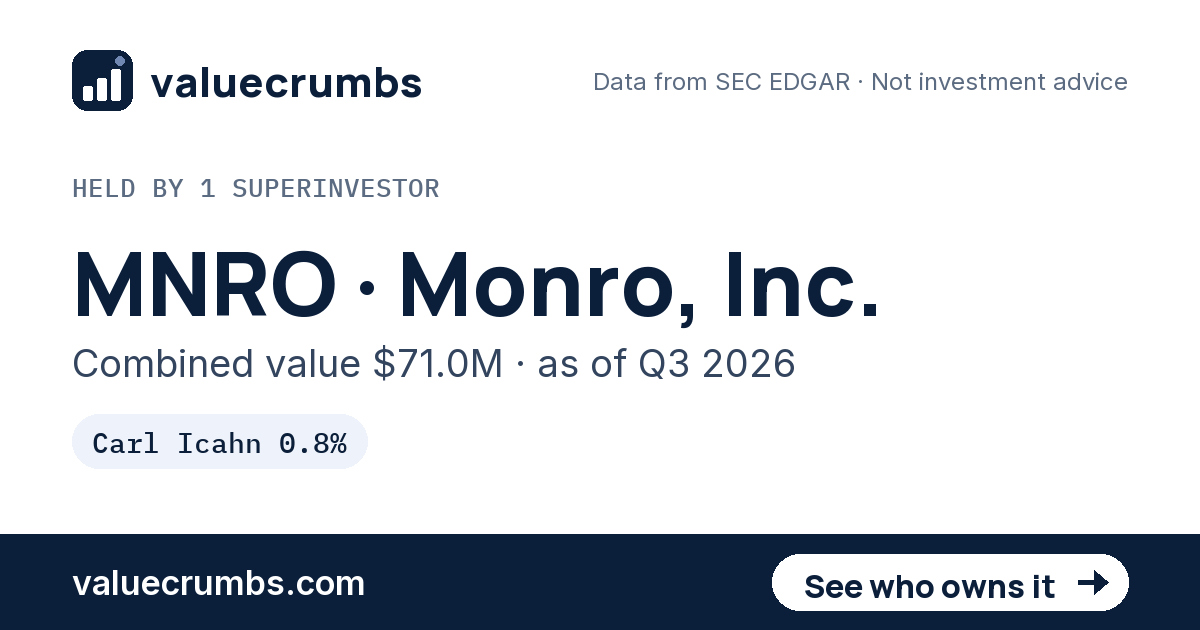 valuecrumbs
Data from SEC EDGAR · Not investment advice
HELD BY 1 SUPERINVESTOR
MNRO · Monro, Inc.
Combined value $71.0M · as of Q3 2026
Carl Icahn 0.8%
valuecrumbs.com
See who owns it →